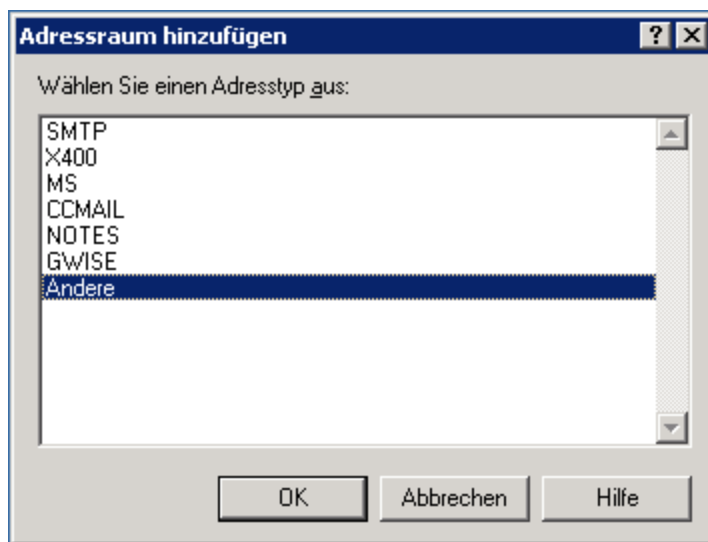 Adressraum hinzufügen
Wählen Sie einen Adresstyp aus:
SMTP
X400
MS
CCMAIL
NOTES
GWISE
Andere
OK Abbrechen Hilfe